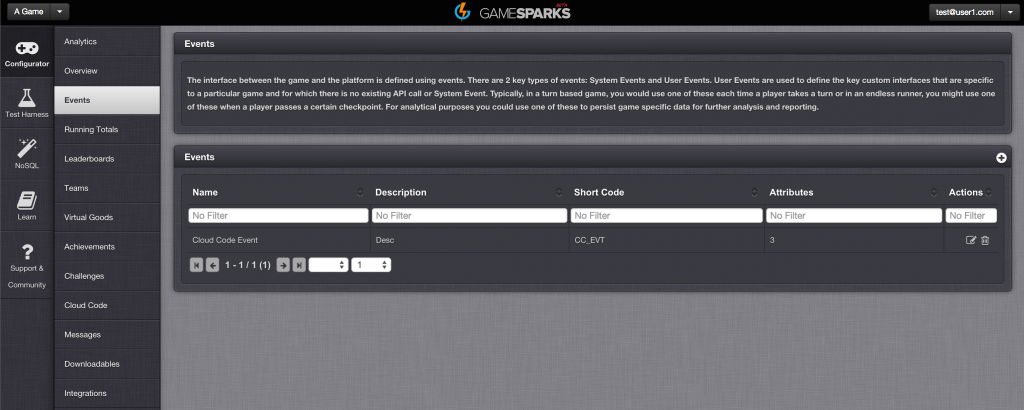 A Game
BETA
GAMESPARKS
test@user1.com
Configurator
Test Harness
NoSQL
Learn
Support &
Community
Analytics
Overview
Events
Running Totals
Leaderboards
Teams
Virtual Goods
Achievements
Challenges
Cloud Code
Messages
Downloadables
Integrations
Events
The interface between the game and the platform is defined using events. There are 2 key types of events: System Events and User Events. User Events are used to define the key custom interfaces that are specific
to a particular game and for which there is no existing API call or System Event. Typically, in a turn based game, you would use one of these each time a player takes a turn or in an endless runner, you might use one
of these when a player passes a certain checkpoint. For analytical purposes you could use one of these to persist game specific data for further analysis and reporting.
Events
Name Description Short Code Attributes Actions
No Filter No Filter No Filter No Filter No Filter
Cloud Code Event Desc CC_EVT 3
1 - 1 / 1 (1) 1